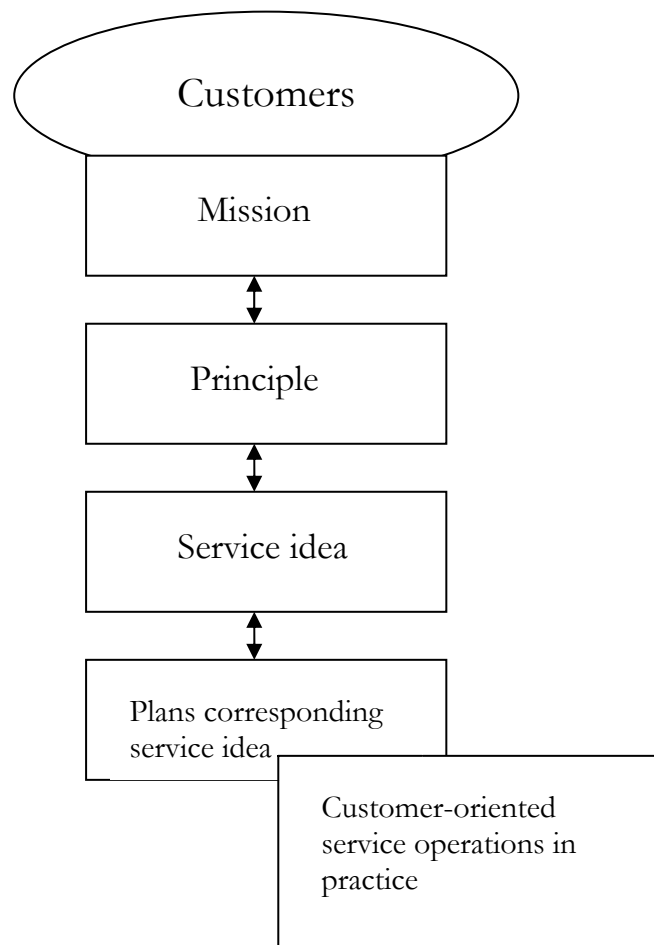 Customers
Mission
Principle
Service idea
Plans corresponding
service idea
Customer-oriented
service operations in
practice